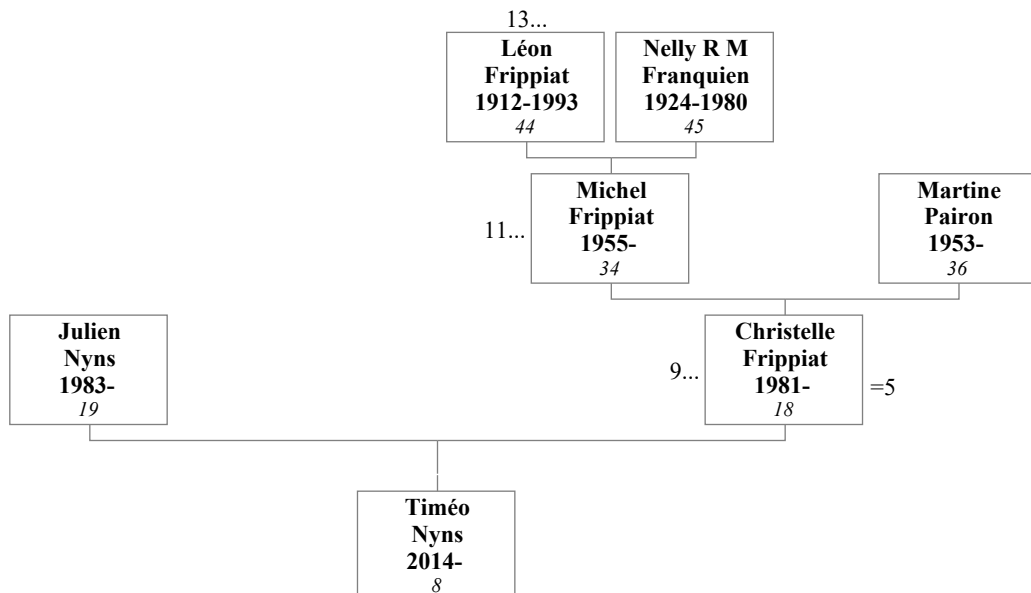 13...
Léon
Frippiat
1912-1993
44
Nelly R M
Franquien
1924-1980
45
11...
Michel
Frippiat
1955-
34
Martine
Pairon
1953-
36
Julien
Nyns
1983-
19
9...
Christelle
Frippiat
1981-
18
=5
Timéo
Nyns
2014-
8